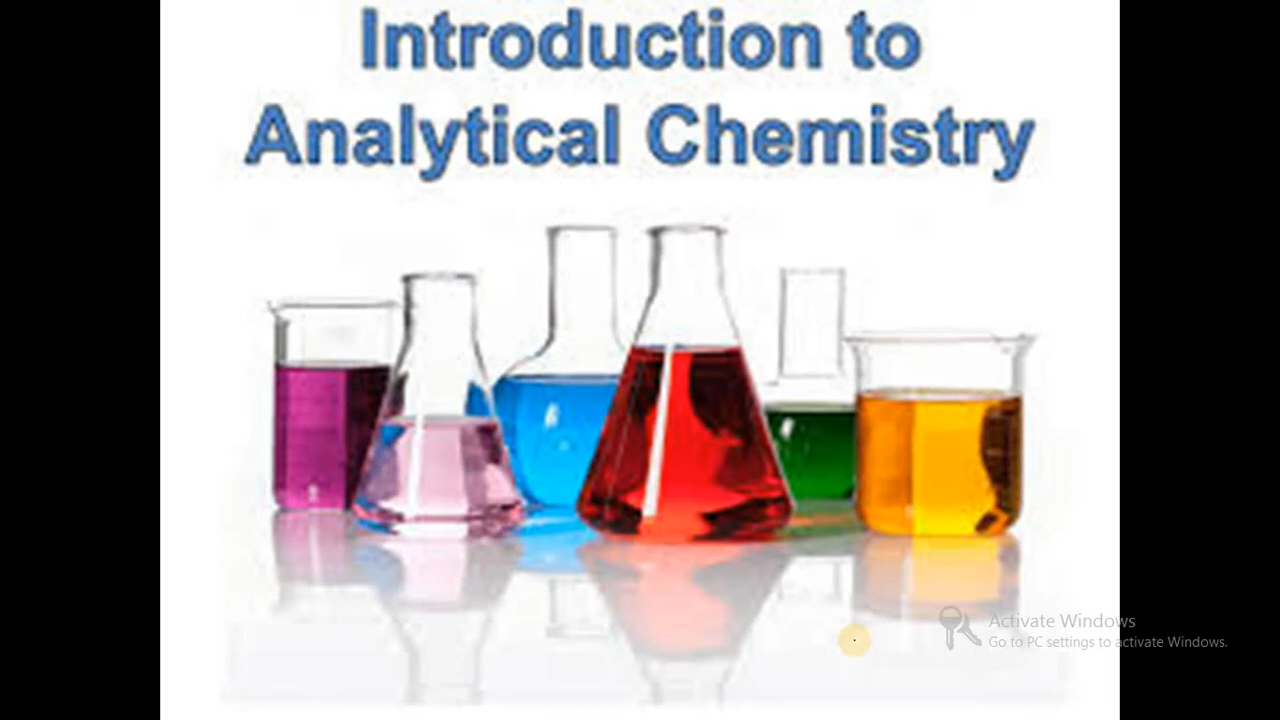 Introduction to
Analytical Chemistry
Activate Windows
Go to PC settings to activate Windows.